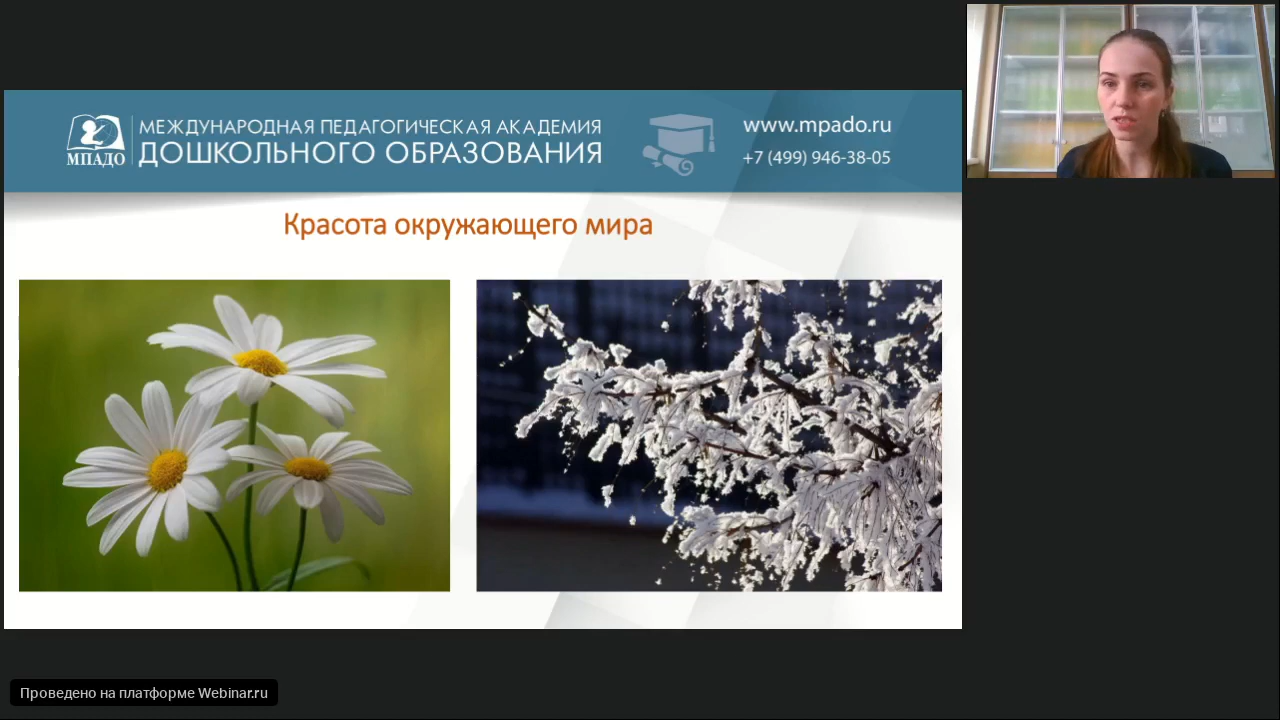 МПАДО
МЕЖДУНАРОДНАЯ ПЕДАГОГИЧЕСКАЯ АКАДЕМИЯ
ДОШКОЛЬНОГО ОБРАЗОВАНИЯ
www.mpado.ru
+7 (499) 946-38-05
Красота окружающего мира
Проведено на платформе Webinar.ru